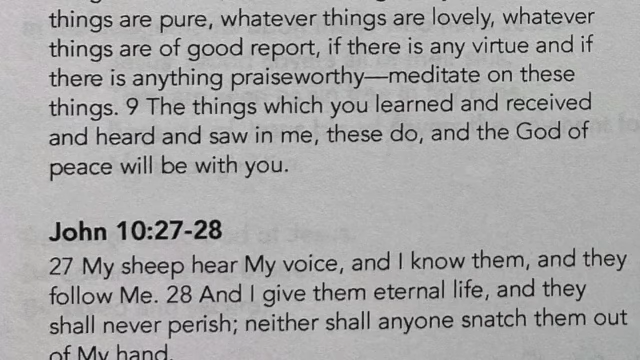 things are pure, whatever things are lovely, whatever
things are of good report, if there is any virtue and if
there is anything praiseworthy—meditate on these
things. 9 The things which you learned and received
and heard and saw in me, these do, and the God of
peace will be with you.
John 10:27-28
27 My sheep hear My voice, and I know them, and they
follow Me. 28 And I give them eternal life, and they
shall never perish; neither shall anyone snatch them out
of My hand.